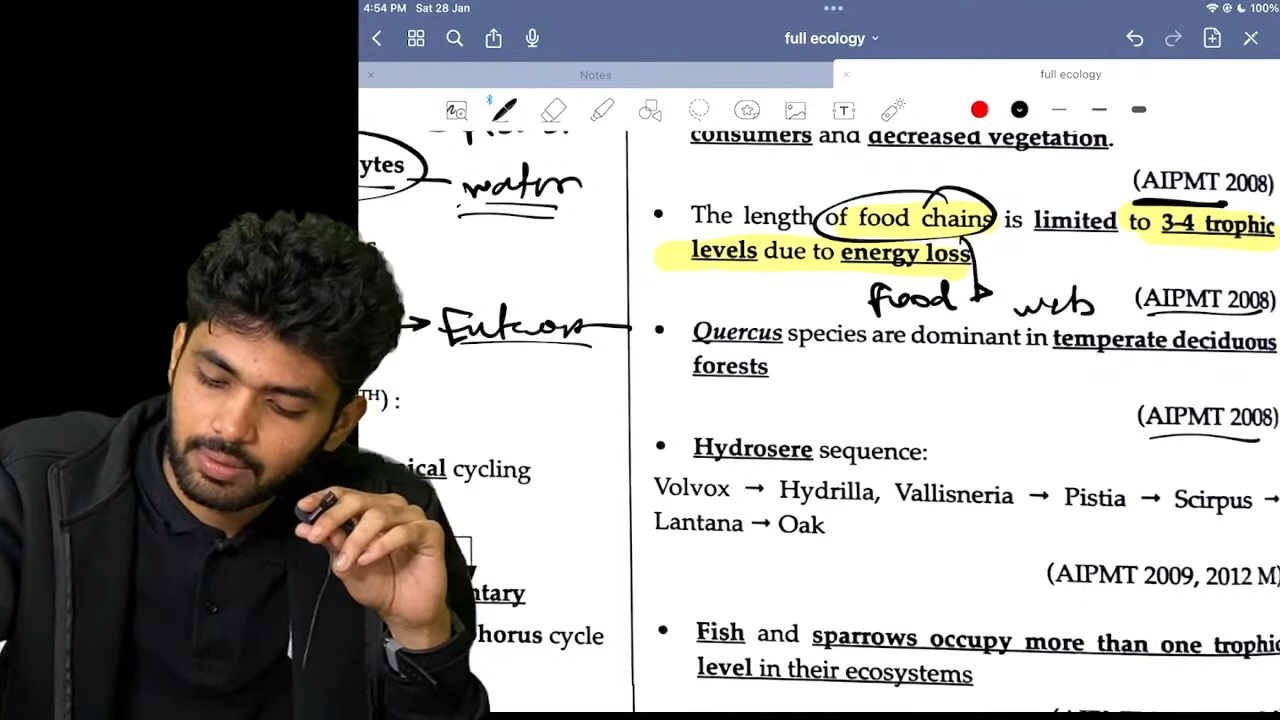 4:54 PM Sat 28 Jan
100%
full ecology
Notes
full ecology
ytes
water
TH) :
ical cycling
ntary
horus cycle
consumers and decreased vegetation.
(AIPMT 2008)
• The length of food chains is limited to 3-4 trophic
levels due to energy loss
food web
(AIPMT 2008)
• Quercus species are dominant in temperate deciduous
forests
(AIPMT 2008)
• Hydrosere sequence:
Volvox → Hydrilla, Vallisneria → Pistia → Scirpus →
Lantana → Oak
(AIPMT 2009, 2012 M)
• Fish and sparrows occupy more than one trophic
level in their ecosystems